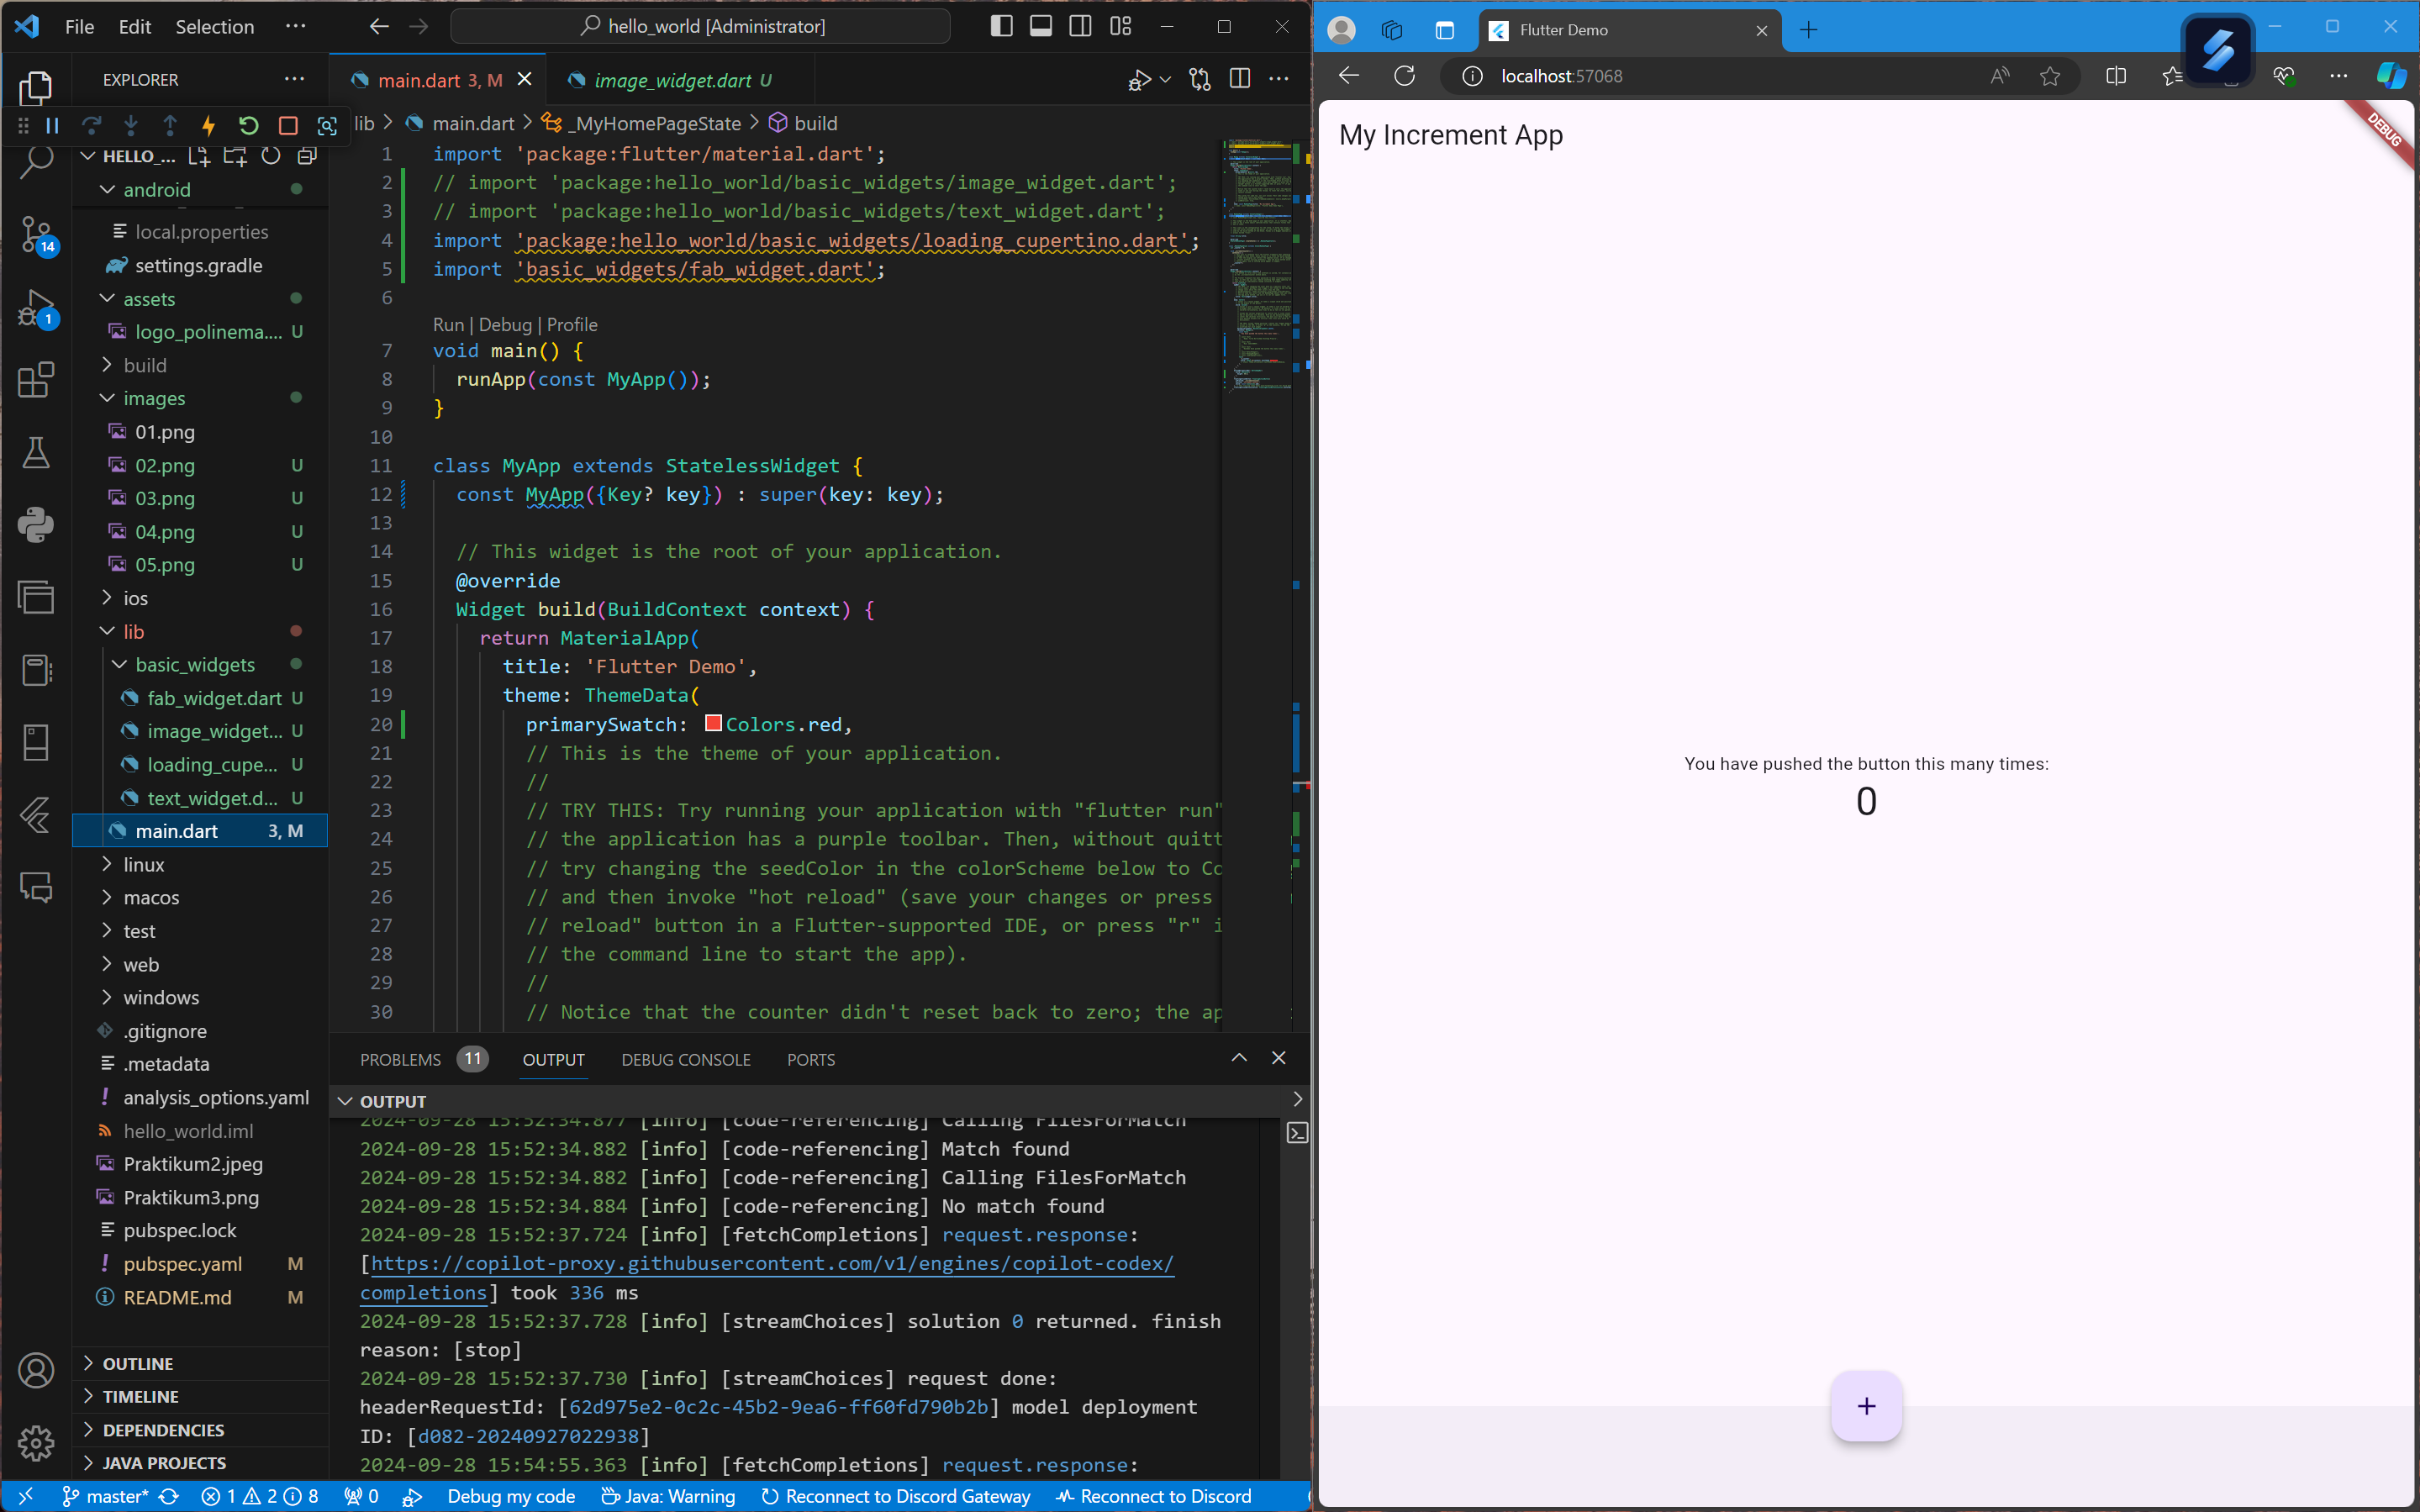 File Edit Selection ··· hello_world [Administrator]
EXPLORER ···
HELLO_...
android
local.properties
settings.gradle
assets
logo_polinema.... U
build
images
01.png
02.png U
03.png U
04.png U
05.png U
ios
lib
basic_widgets
fab_widget.dart U
image_widget... U
loading_cupe... U
text_widget.d... U
main.dart 3, M
linux
macos
test
web
windows
.gitignore
.metadata
analysis_options.yaml
hello_world.iml
Praktikum2.jpeg
Praktikum3.png
pubspec.lock
pubspec.yaml M
README.md M
OUTLINE
TIMELINE
DEPENDENCIES
JAVA PROJECTS
14
1
main.dart 3, M image_widget.dart U
lib > main.dart > _MyHomePageState > build
1 import 'package:flutter/material.dart';
2 // import 'package:hello_world/basic_widgets/image_widget.dart';
3 // import 'package:hello_world/basic_widgets/text_widget.dart';
4 import 'package:hello_world/basic_widgets/loading_cupertino.dart';
5 import 'basic_widgets/fab_widget.dart';
6
Run | Debug | Profile
7 void main() {
8 runApp(const MyApp());
9 }
10
11 class MyApp extends StatelessWidget {
12 const MyApp({Key? key}) : super(key: key);
13
14 // This widget is the root of your application.
15 @override
16 Widget build(BuildContext context) {
17 return MaterialApp(
18 title: 'Flutter Demo',
19 theme: ThemeData(
20 primarySwatch: Colors.red,
21 // This is the theme of your application.
22 //
23 // TRY THIS: Try running your application with "flutter run"
24 // the application has a purple toolbar. Then, without quitt
25 // try changing the seedColor in the colorScheme below to Co
26 // and then invoke "hot reload" (save your changes or press
27 // reload" button in a Flutter-supported IDE, or press "r" i
28 // the command line to start the app).
29 //
30 // Notice that the counter didn't reset back to zero; the ap
PROBLEMS 11 OUTPUT DEBUG CONSOLE PORTS
OUTPUT
2024-09-28 15:52:34.877 [info] [code-referencing] Calling FilesForMatch
2024-09-28 15:52:34.882 [info] [code-referencing] Match found
2024-09-28 15:52:34.882 [info] [code-referencing] Calling FilesForMatch
2024-09-28 15:52:34.884 [info] [code-referencing] No match found
2024-09-28 15:52:37.724 [info] [fetchCompletions] request.response:
[https://copilot-proxy.githubusercontent.com/v1/engines/copilot-codex/
completions] took 336 ms
2024-09-28 15:52:37.728 [info] [streamChoices] solution 0 returned. finish
reason: [stop]
2024-09-28 15:52:37.730 [info] [streamChoices] request done:
headerRequestId: [62d975e2-0c2c-45b2-9ea6-ff60fd790b2b] model deployment
ID: [d082-20240927022938]
2024-09-28 15:54:55.363 [info] [fetchCompletions] request.response:
master* 1 2 8 0 Debug my code Java: Warning Reconnect to Discord Gateway Reconnect to Discord
Flutter Demo
localhost:57068
My Increment App
DEBUG
You have pushed the button this many times:
0
+